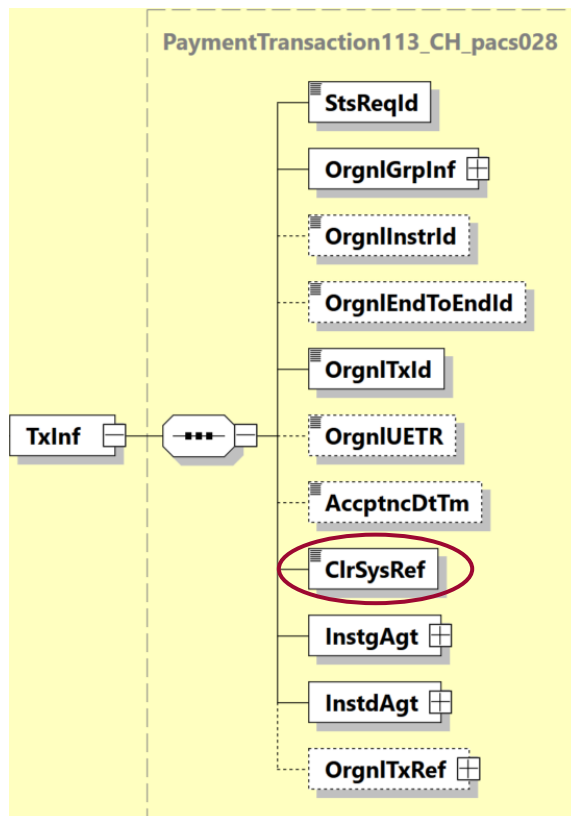 PaymentTransaction113_CH_pacs028
StsReqId
OrgnlGrpInf
OrgnlInstrId
OrgnlEndToEndId
OrgnlTxId
TxInf
OrgnlUETR
AccptncDtTm
ClrSysRef
InstgAgt
InstdAgt
OrgnlTxRef